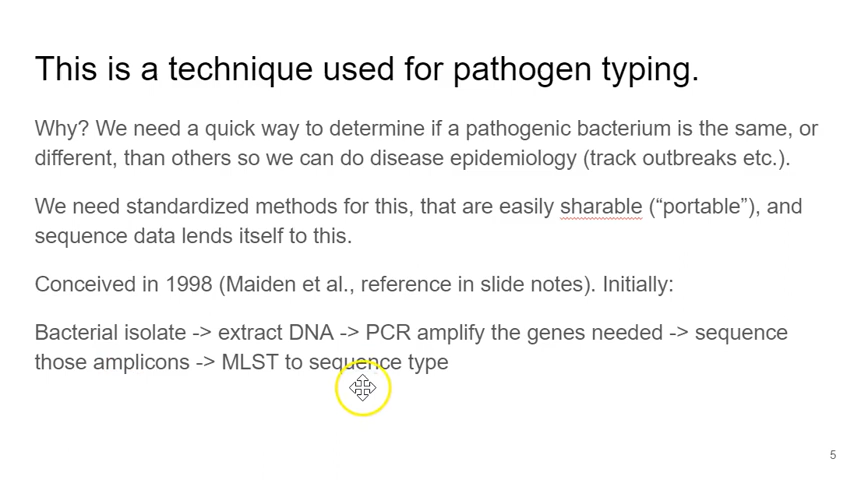 This is a technique used for pathogen typing.
Why? We need a quick way to determine if a pathogenic bacterium is the same, or
different, than others so we can do disease epidemiology (track outbreaks etc.).
We need standardized methods for this, that are easily sharable (“portable”), and
sequence data lends itself to this.
Conceived in 1998 (Maiden et al., reference in slide notes). Initially:
Bacterial isolate -> extract DNA -> PCR amplify the genes needed -> sequence
those amplicons -> MLST to sequence type
5